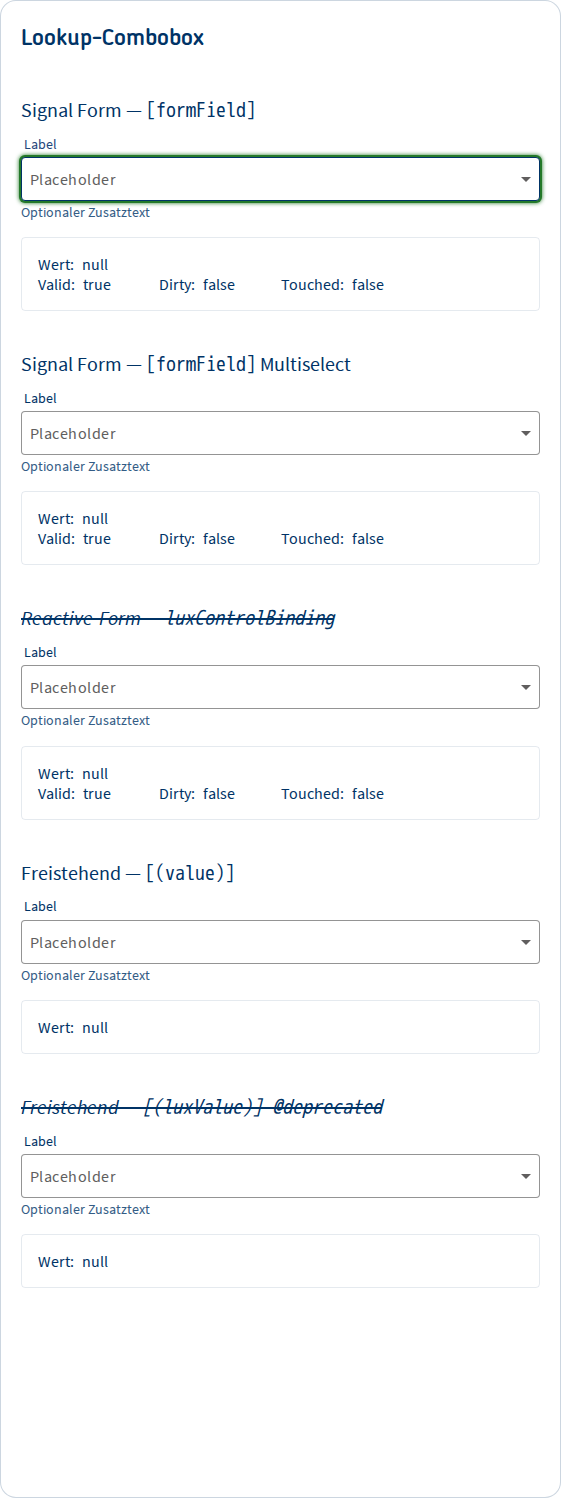 Lookup-Combobox
Signal Form — [formField]
Label
Placeholder
Optionaler Zusatztext
Wert: null
Valid: true Dirty: false Touched: false
Signal Form — [formField] Multiselect
Label
Placeholder
Optionaler Zusatztext
Wert: null
Valid: true Dirty: false Touched: false
Reactive Form — luxControlBinding
Label
Placeholder
Optionaler Zusatztext
Wert: null
Valid: true Dirty: false Touched: false
Freistehend — [(value)]
Label
Placeholder
Optionaler Zusatztext
Wert: null
Freistehend — [(luxValue)] @deprecated
Label
Placeholder
Optionaler Zusatztext
Wert: null